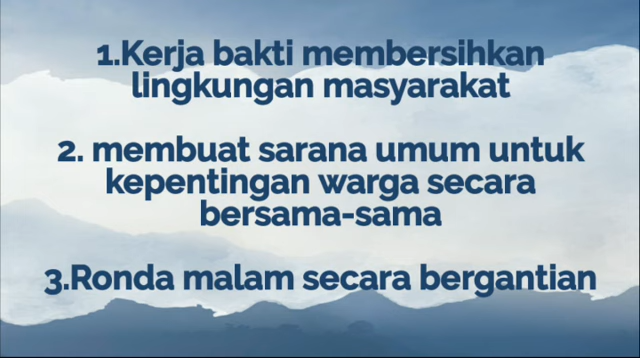 1.Kerja bakti membersihkan
lingkungan masyarakat
2. membuat sarana umum untuk
kepentingan warga secara
bersama-sama
3.Ronda malam secara bergantian